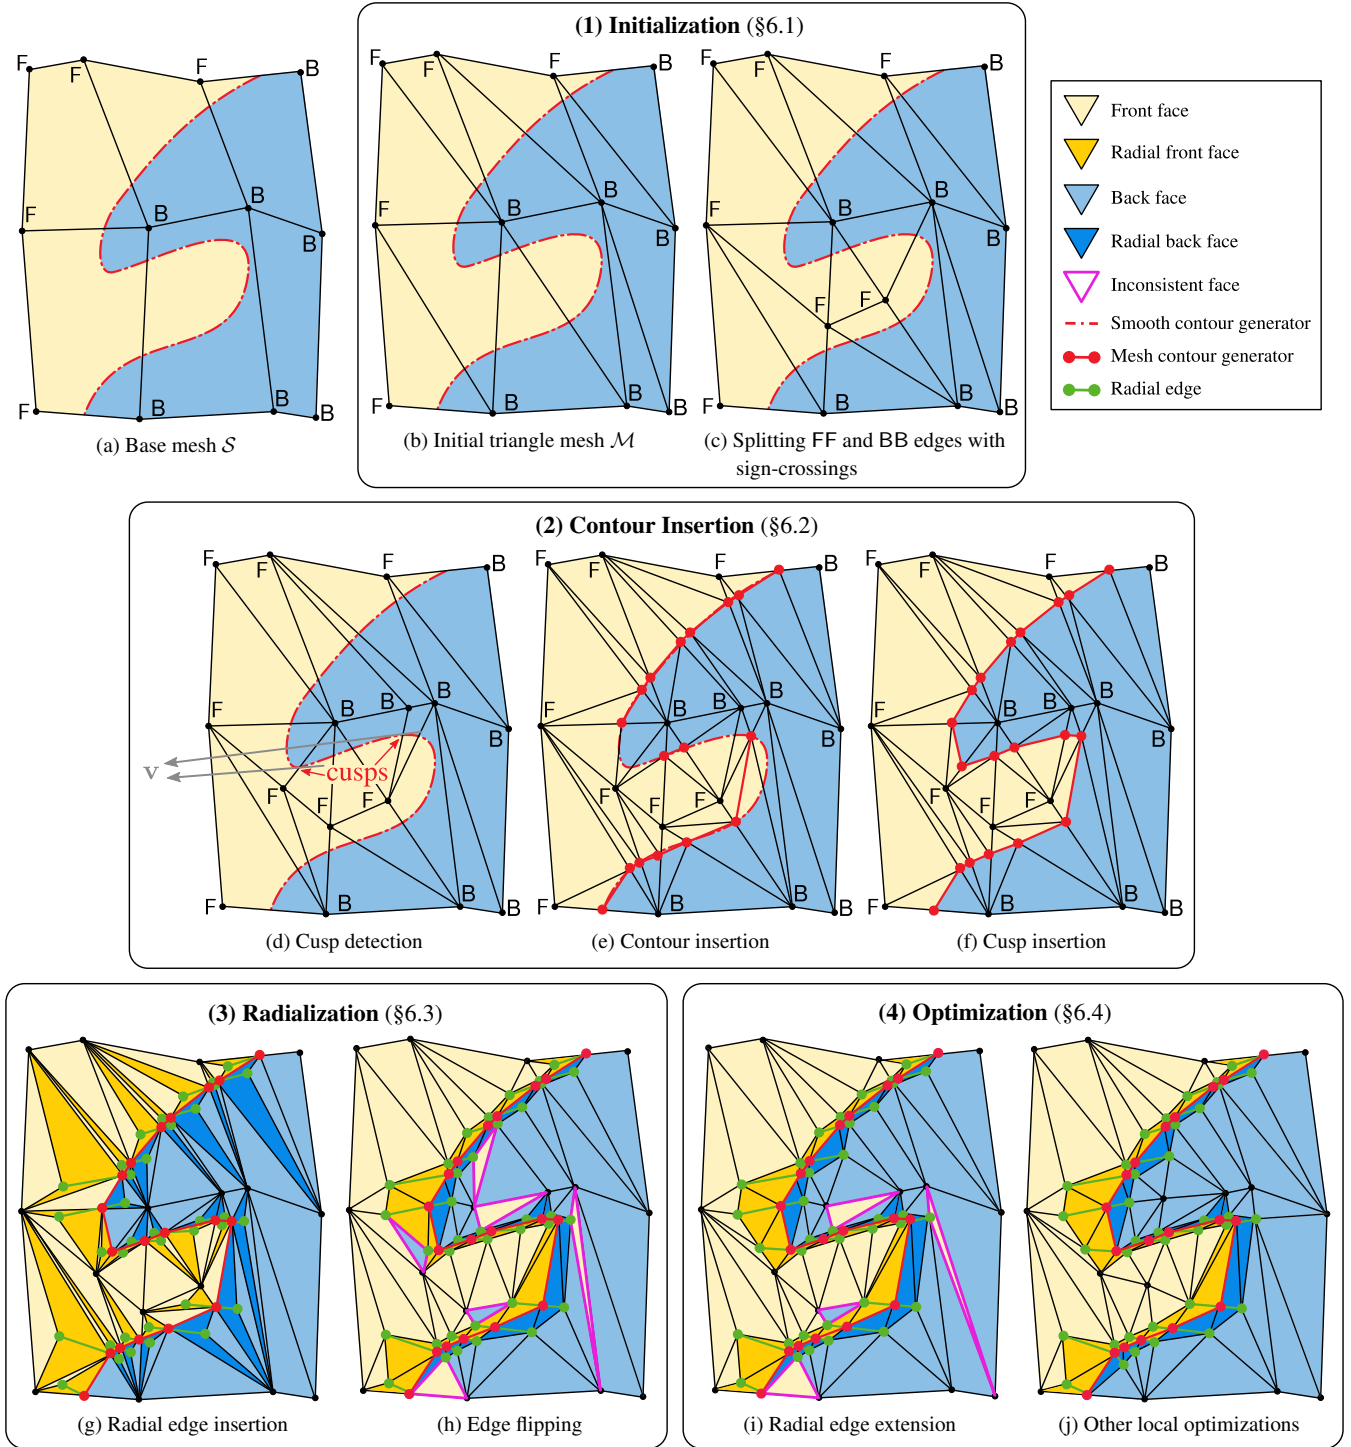 (1) Initialization (§6.1)
F F F B
F B B B
F B B B
(a) Base mesh S
F F F B
F B B B
F B B B
(b) Initial triangle mesh M
F F F B
F B B B
F F
F B B B
(c) Splitting FF and BB edges with
sign-crossings
Front face
Radial front face
Back face
Radial back face
Inconsistent face
Smooth contour generator
Mesh contour generator
Radial edge
(2) Contour Insertion (§6.2)
F F F B
F B B B B
v
cusps
F F F
F B B B
(d) Cusp detection
F F F B
F B B B B
F F F
F B B B
(e) Contour insertion
F F F B
F B B B B
F F F
F B B B
(f) Cusp insertion
(3) Radialization (§6.3)
(g) Radial edge insertion
(h) Edge flipping
(4) Optimization (§6.4)
(i) Radial edge extension
(j) Other local optimizations